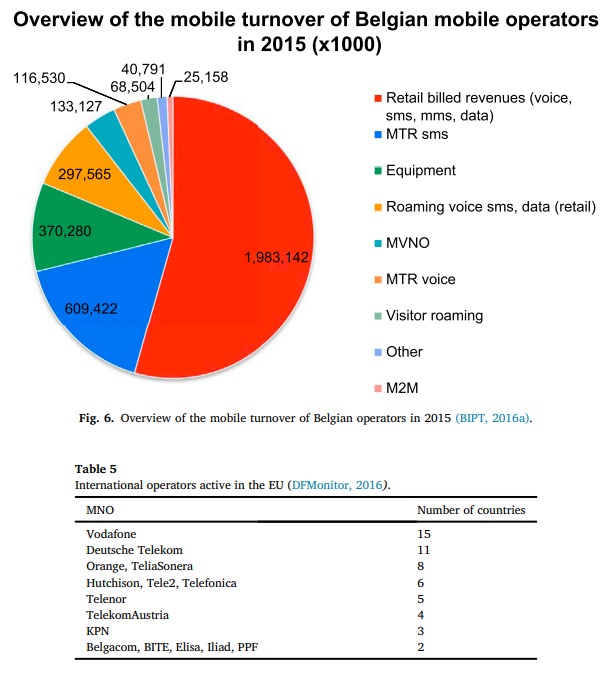 Overview of the mobile turnover of Belgian mobile operators
in 2015 (x1000)
40,791
116,530
25,158
68,504
133,127
297,565
370,280
609,422
1,983,142
Retail billed revenues (voice,
sms, mms, data)
MTR sms
Equipment
Roaming voice sms, data (retail)
MVNO
MTR voice
Visitor roaming
Other
M2M
Fig. 6. Overview of the mobile turnover of Belgian operators in 2015 (BIPT, 2016a).
Table 5
International operators active in the EU (DFMonitor, 2016).
MNO Number of countries
Vodafone 15
Deutsche Telekom 11
Orange, TeliaSonera 8
Hutchison, Tele2, Telefonica 6
Telenor 5
TelekomAustria 4
KPN 3
Belgacom, BITE, Elisa, Iliad, PPF 2